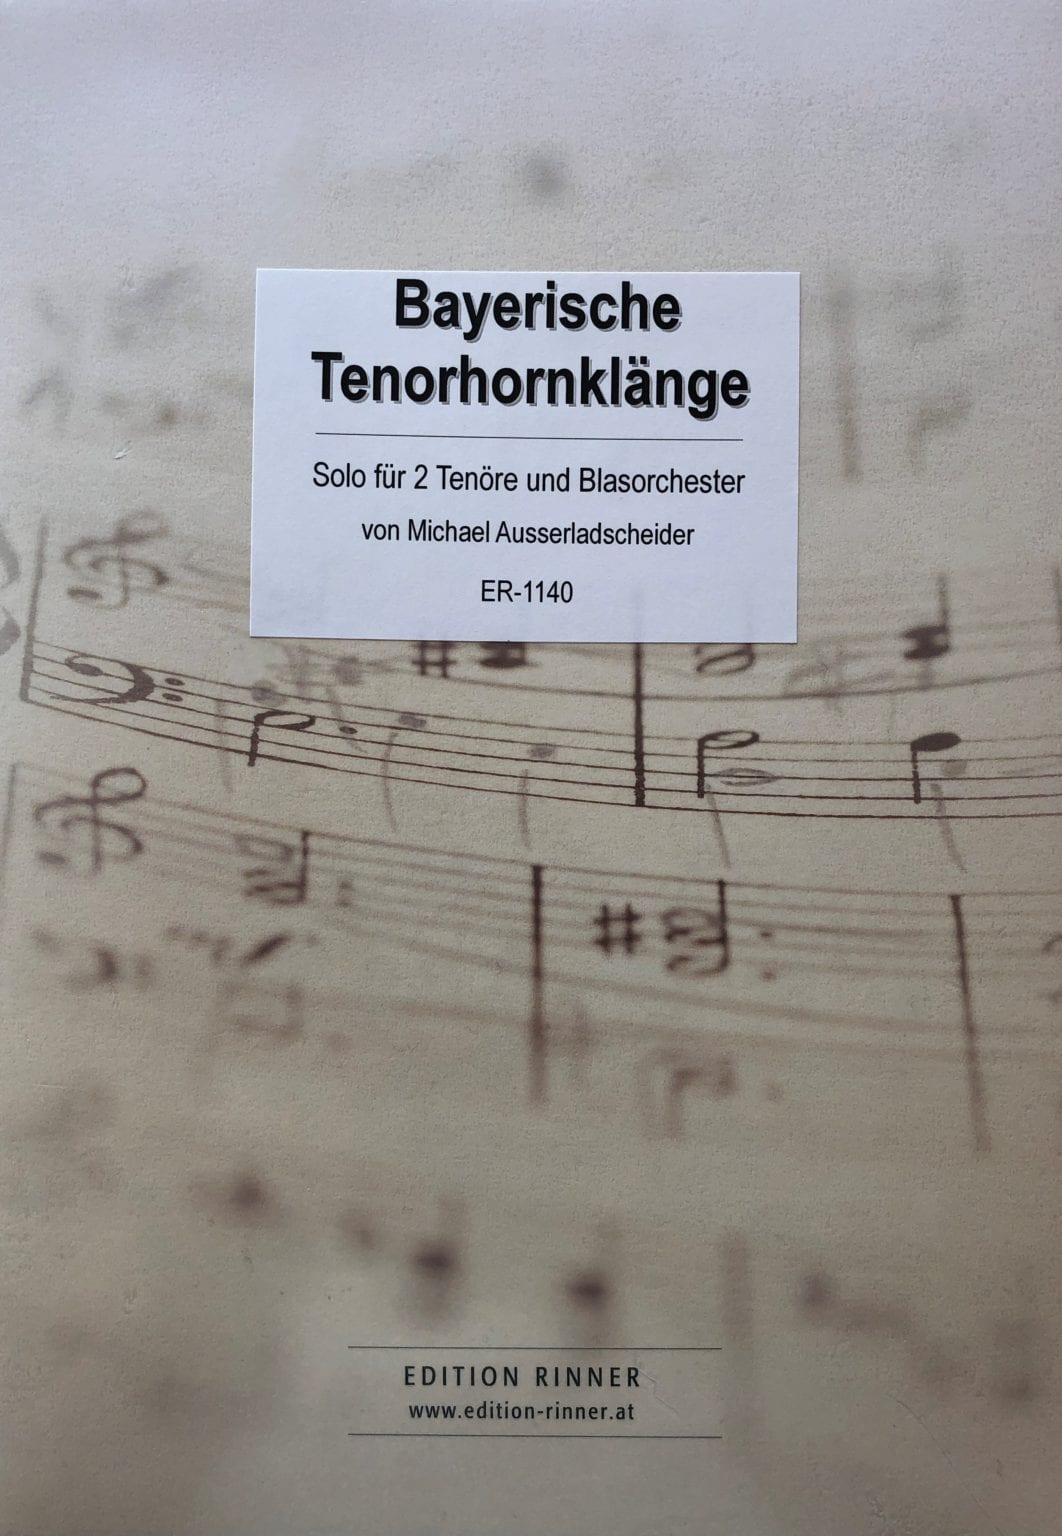 Bayerische
Tenorhornklänge
Solo für 2 Tenöre und Blasorchester
von Michael Ausserladscheider
ER-1140
EDITION RINNER
www.edition-rinner.at